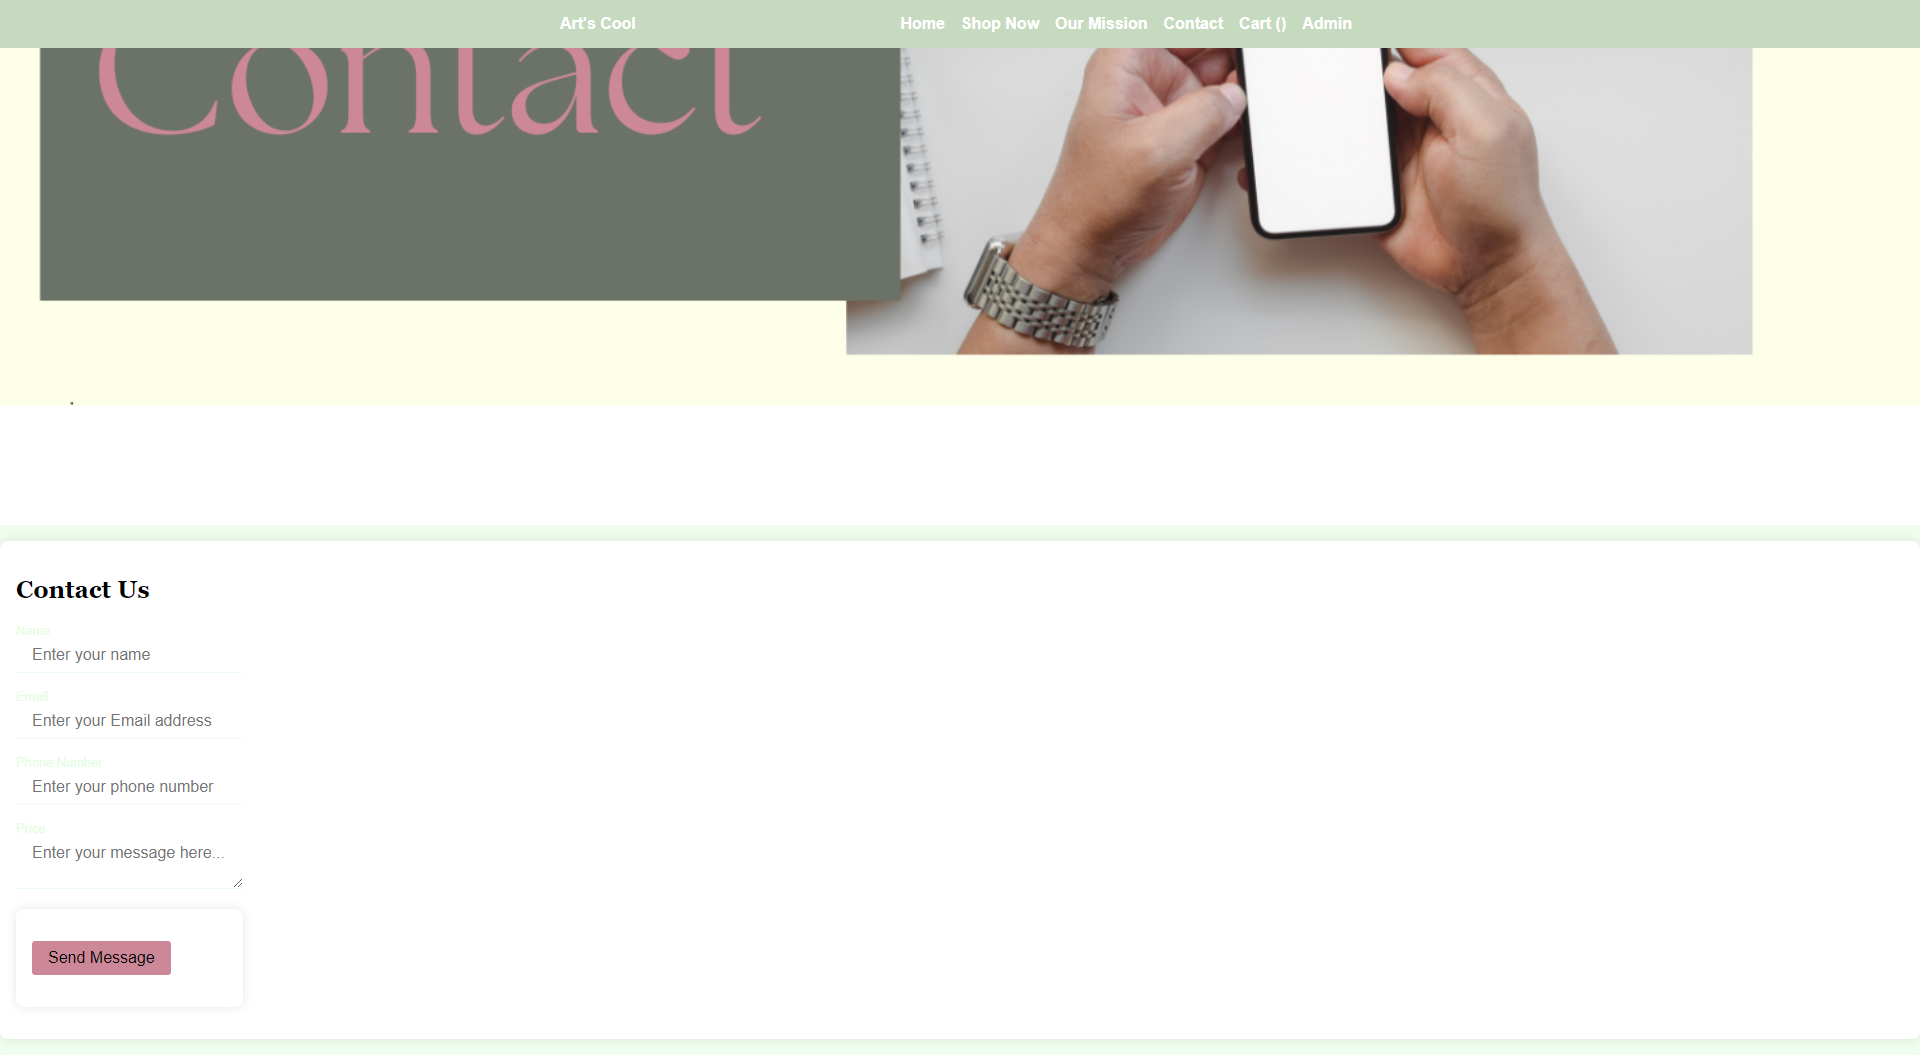 Art's Cool
Home Shop Now Our Mission Contact Cart () Admin
Contact
Contact Us
Name
Enter your name
Email
Enter your Email address
Phone Number
Enter your phone number
Price
Enter your message here...
Send Message